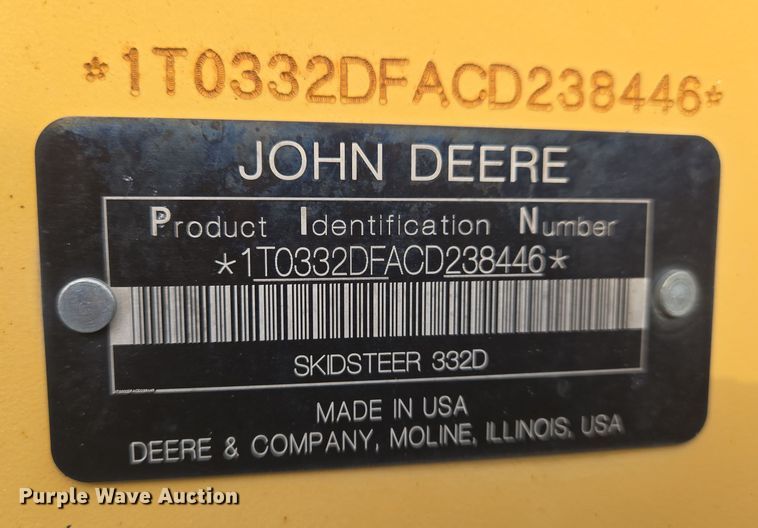 *1T0332DFACD238446*
JOHN DEERE
Product Identification Number
*1T0332DFACD238446*
SKIDSTEER 332D
1T0332DFACD238446
MADE IN USA
DEERE & COMPANY, MOLINE, ILLINOIS, USA
Purple Wave Auction